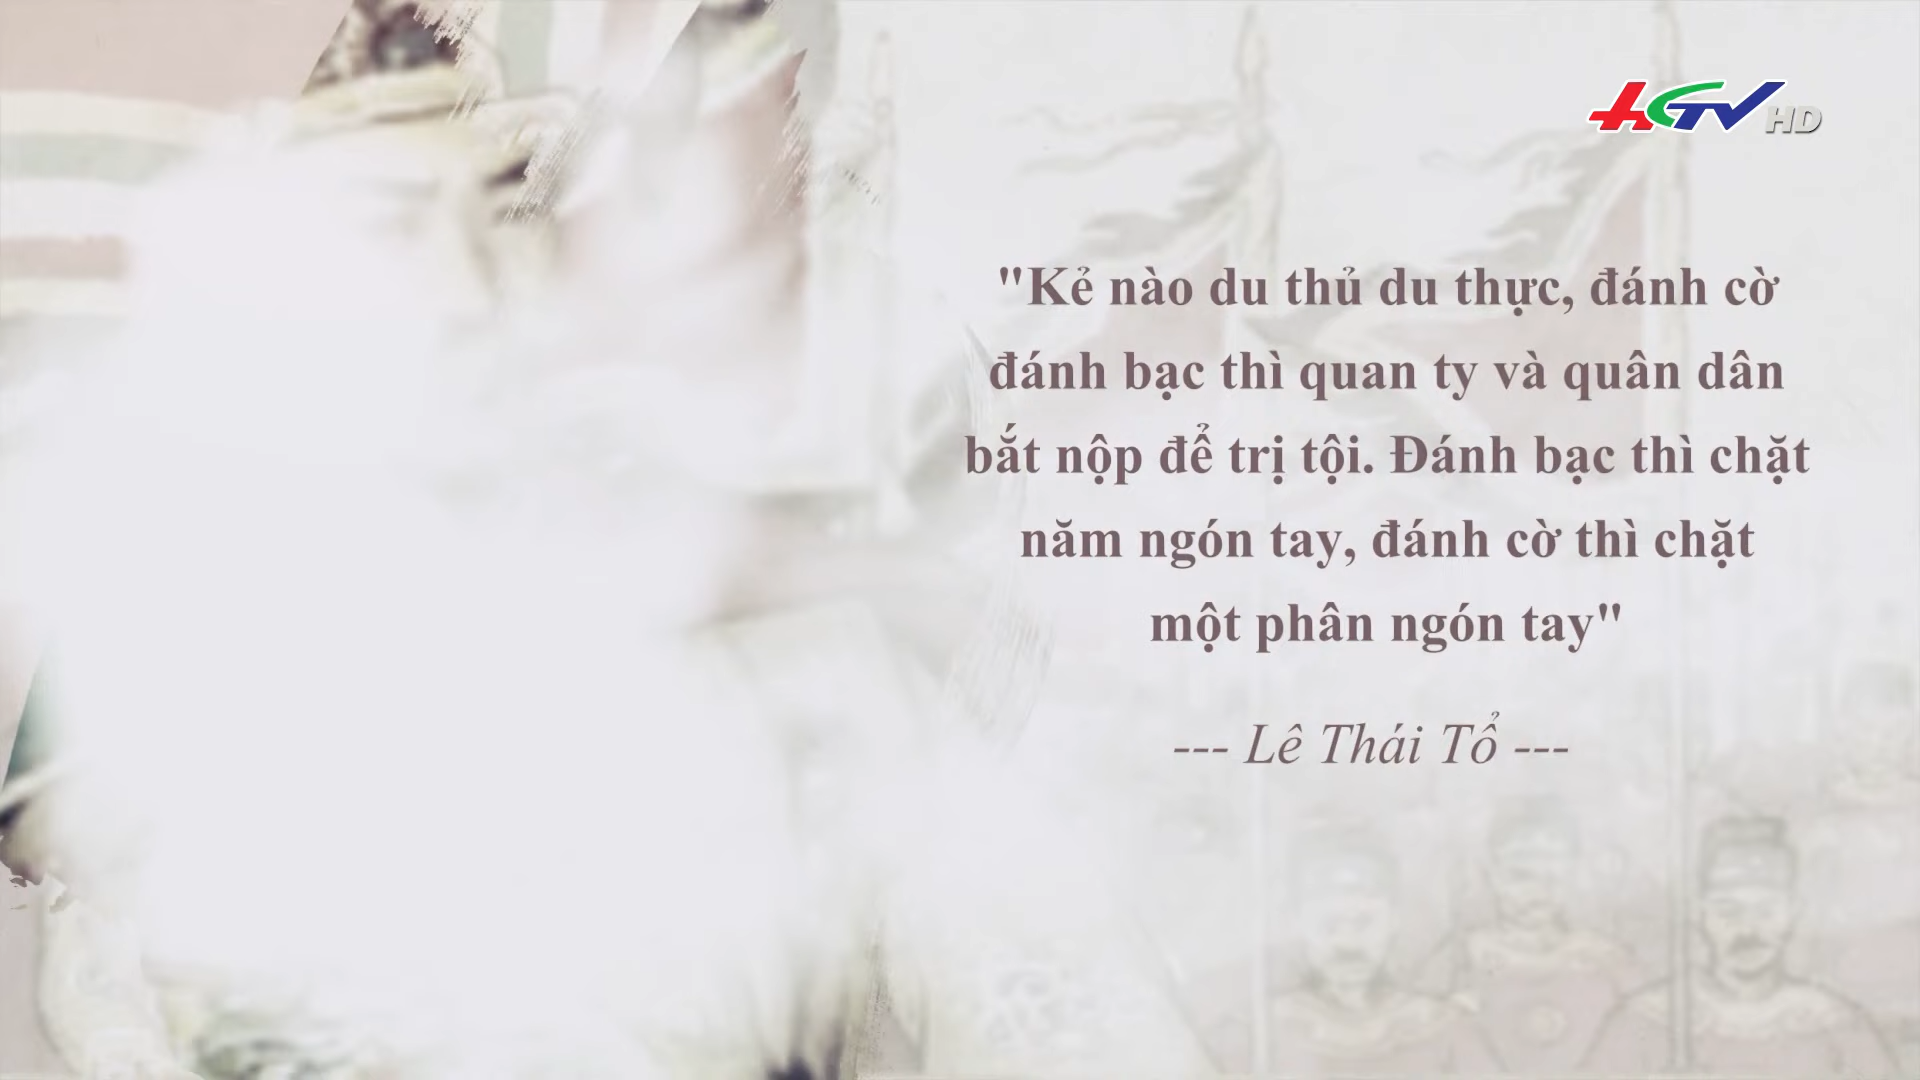 HGTV HD
"Kẻ nào du thủ du thực, đánh cờ
đánh bạc thì quan ty và quân dân
bắt nộp để trị tội. Đánh bạc thì chặt
năm ngón tay, đánh cờ thì chặt
một phân ngón tay"
--- Lê Thái Tổ ---